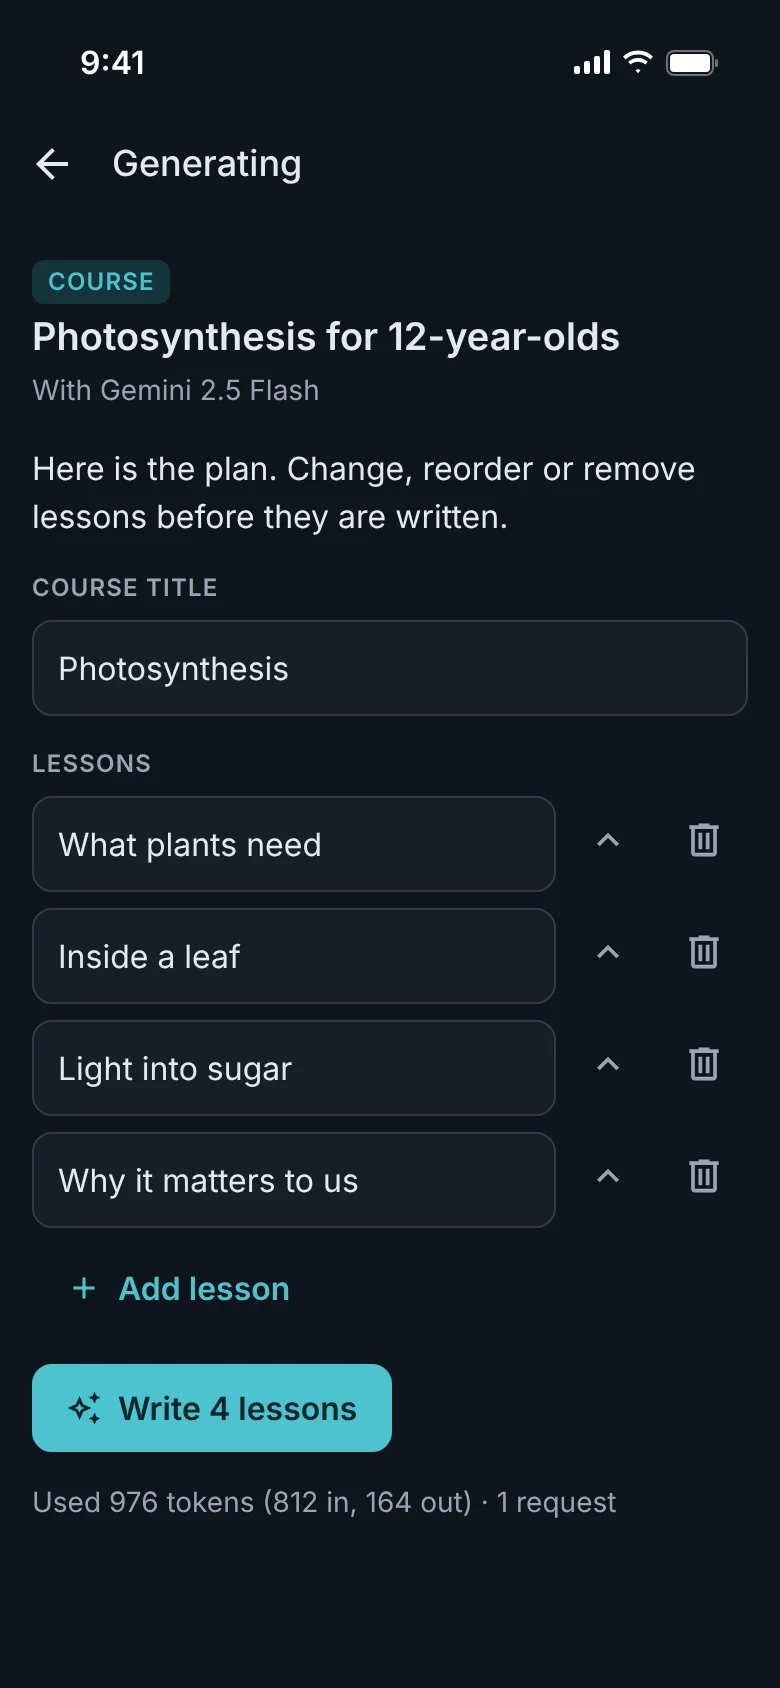 9:41
Generating
COURSE
Photosynthesis for 12-year-olds
With Gemini 2.5 Flash
Here is the plan. Change, reorder or remove
lessons before they are written.
COURSE TITLE
Photosynthesis
LESSONS
What plants need
Inside a leaf
Light into sugar
Why it matters to us
+ Add lesson
Write 4 lessons
Used 976 tokens (812 in, 164 out) · 1 request